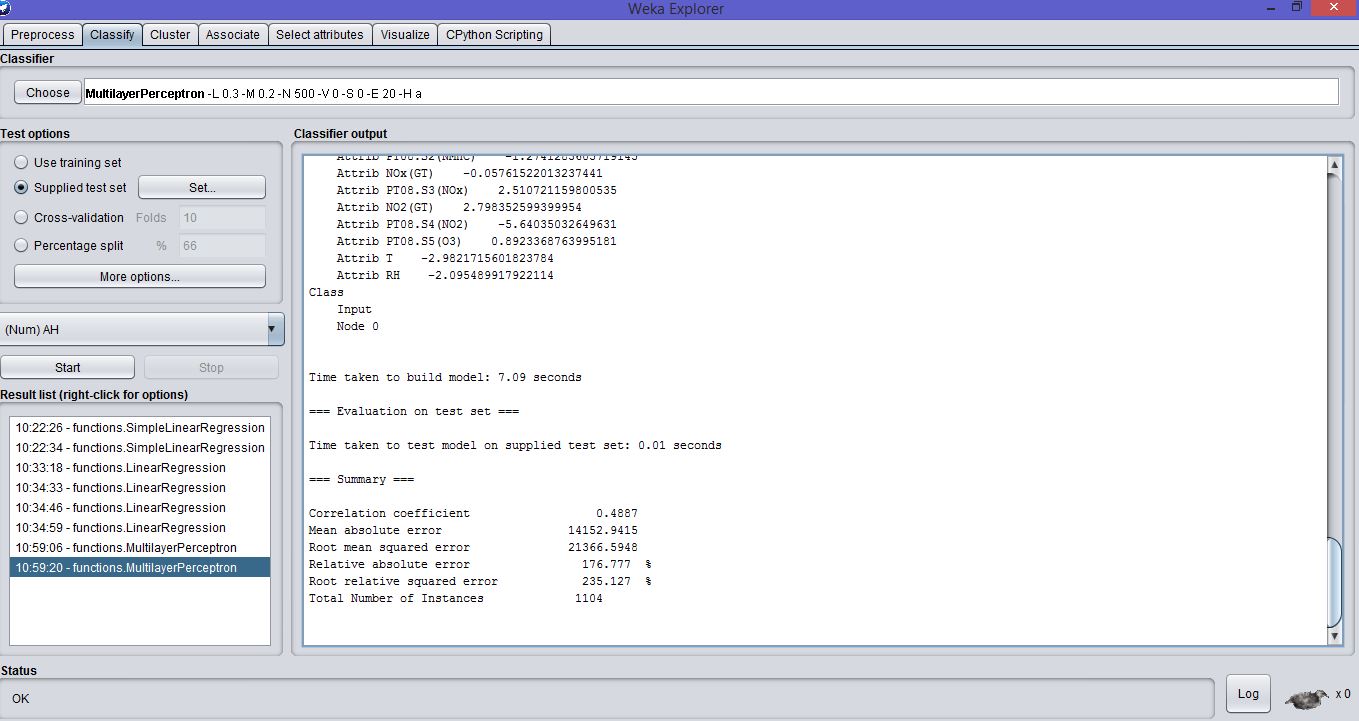 Weka Explorer
Preprocess Classify Cluster Associate Select attributes Visualize CPython Scripting
Classifier
Choose MultilayerPerceptron -L 0.3 -M 0.2 -N 500 -V 0 -S 0 -E 20 -H a
Test options
Use training set
Supplied test set Set...
Cross-validation Folds 10
Percentage split % 66
More options...
(Num) AH
Start Stop
Result list (right-click for options)
10:22:26 - functions.SimpleLinearRegression
10:22:34 - functions.SimpleLinearRegression
10:33:18 - functions.LinearRegression
10:34:33 - functions.LinearRegression
10:34:46 - functions.LinearRegression
10:34:59 - functions.LinearRegression
10:59:06 - functions.MultilayerPerceptron
10:59:20 - functions.MultilayerPerceptron
Classifier output
Attrib PT08.S2(NMHC)
Attrib NOx(GT) -0.05761522013237441
Attrib PT08.S3(NOx) 2.510721159800535
Attrib NO2(GT) 2.798352599399954
Attrib PT08.S4(NO2) -5.64035032649631
Attrib PT08.S5(O3) 0.8923368763995181
Attrib T -2.9821715601823784
Attrib RH -2.095489917922114
Class
Input
Node 0
Time taken to build model: 7.09 seconds
=== Evaluation on test set ===
Time taken to test model on supplied test set: 0.01 seconds
=== Summary ===
Correlation coefficient 0.4887
Mean absolute error 14152.9415
Root mean squared error 21366.5948
Relative absolute error 176.777 %
Root relative squared error 235.127 %
Total Number of Instances 1104
Status
OK
Log x 0